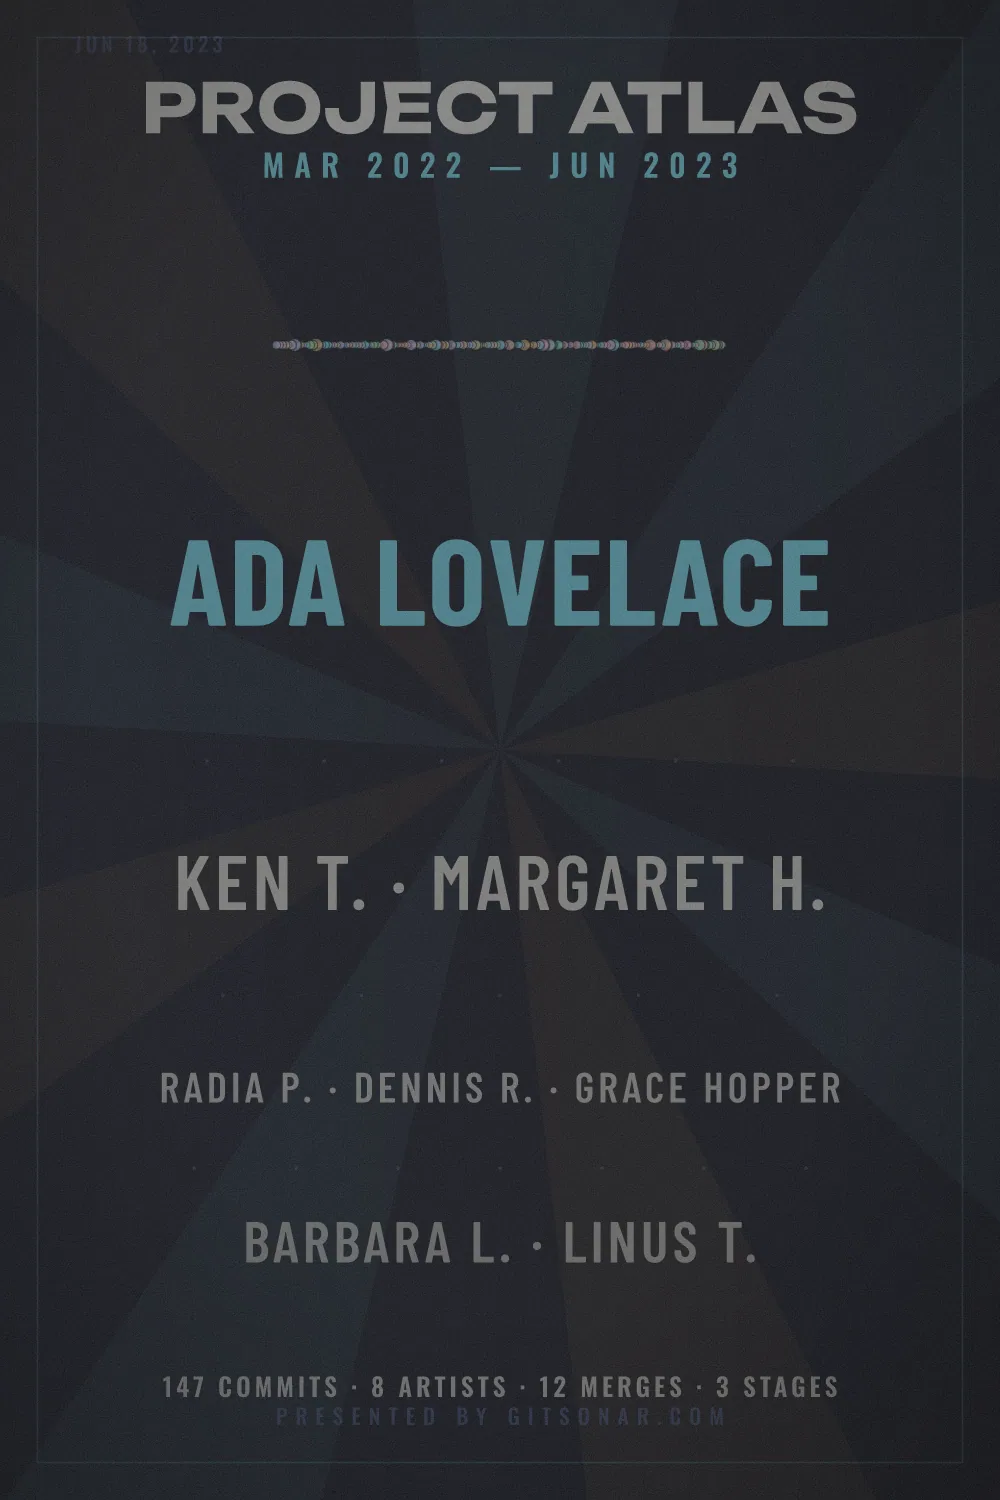 JUN 18, 2023
PROJECT ATLAS
MAR 2022 — JUN 2023
ADA LOVELACE
KEN T. · MARGARET H.
RADIA P. · DENNIS R. · GRACE HOPPER
BARBARA L. · LINUS T.
147 COMMITS · 8 ARTISTS · 12 MERGES · 3 STAGES
PRESENTED BY GITSONAR.COM